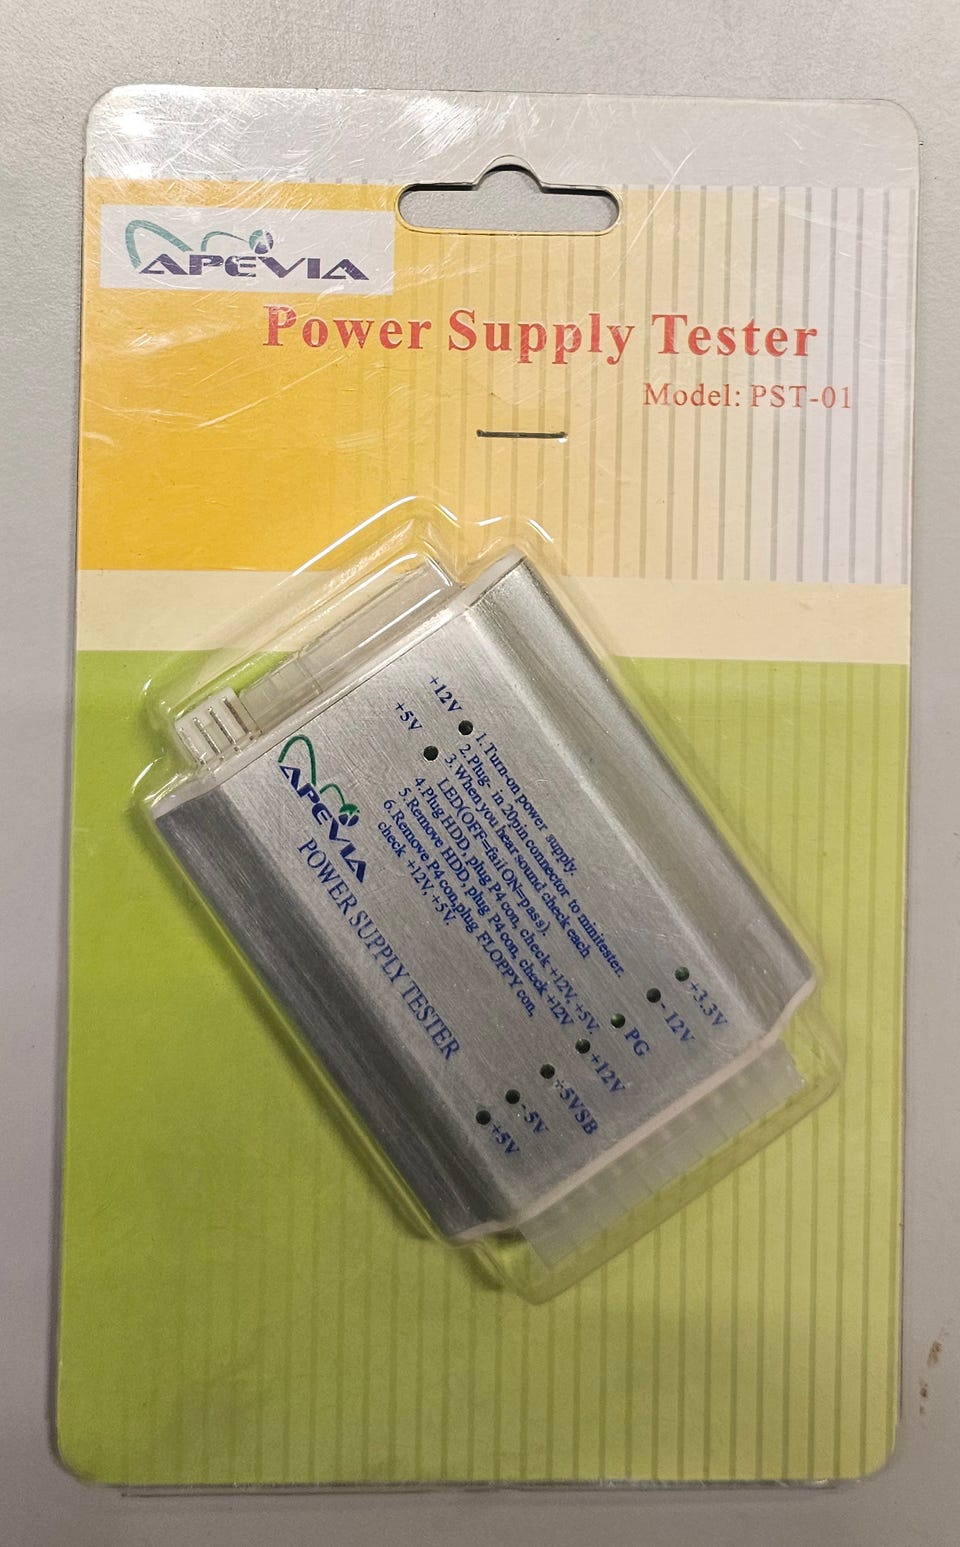 APEVIA
Power Supply Tester
Model: PST-01
+12V
+5V
1.Turn-on power supply.
2.Plug- in 20pin connector to minitester.
3.When you hear sound check each
LED(OFF=fail ON=pass).
4.Plug HDD, plug P4 con, check +12V, +5V.
5.Remove HDD, plug P4 con, check +12V
6.Remove P4 con,plug FLOPPY con,
check +12V, +5V.
APEVIA
POWER SUPPLY TESTER
+3.3V
- 12V
PG
+12V
+5VSB
- 5V
+5V